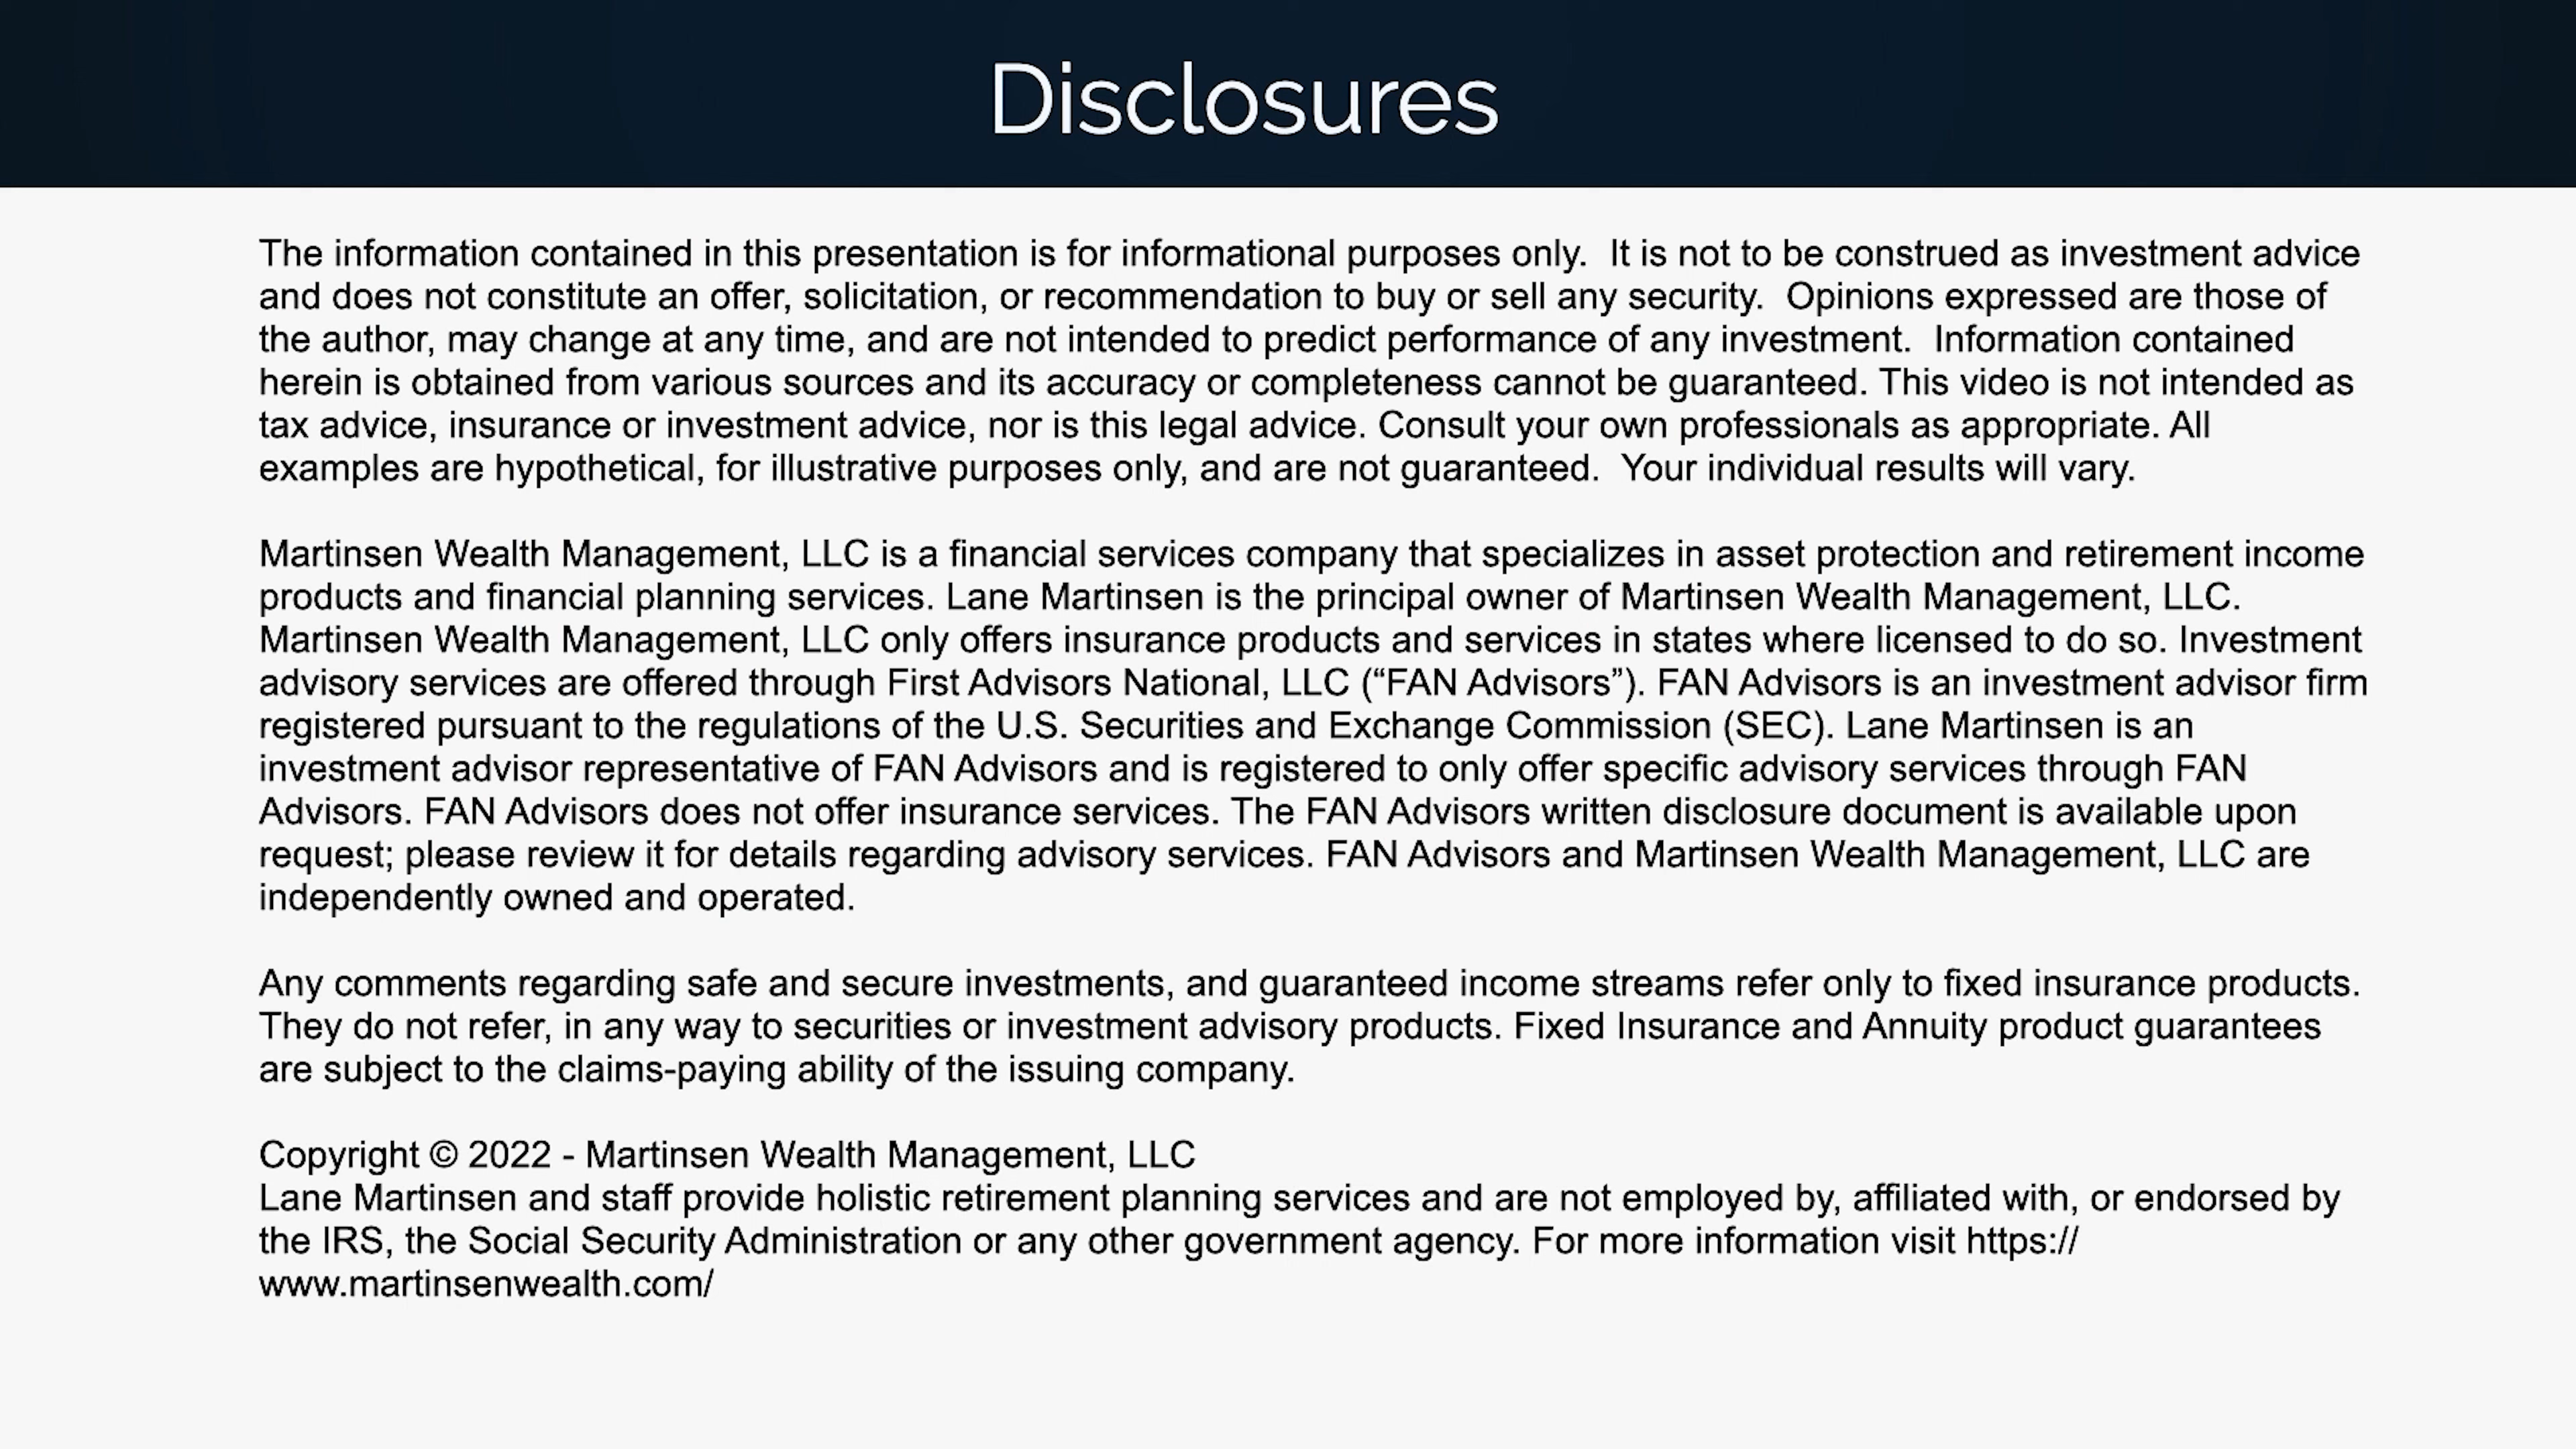 Disclosures
The information contained in this presentation is for informational purposes only.  It is not to be construed as investment advice
and does not constitute an offer, solicitation, or recommendation to buy or sell any security.  Opinions expressed are those of
the author, may change at any time, and are not intended to predict performance of any investment.  Information contained
herein is obtained from various sources and its accuracy or completeness cannot be guaranteed. This video is not intended as
tax advice, insurance or investment advice, nor is this legal advice. Consult your own professionals as appropriate. All
examples are hypothetical, for illustrative purposes only, and are not guaranteed.  Your individual results will vary.
Martinsen Wealth Management, LLC is a financial services company that specializes in asset protection and retirement income
products and financial planning services. Lane Martinsen is the principal owner of Martinsen Wealth Management, LLC.
Martinsen Wealth Management, LLC only offers insurance products and services in states where licensed to do so. Investment
advisory services are offered through First Advisors National, LLC (“FAN Advisors”). FAN Advisors is an investment advisor firm
registered pursuant to the regulations of the U.S. Securities and Exchange Commission (SEC). Lane Martinsen is an
investment advisor representative of FAN Advisors and is registered to only offer specific advisory services through FAN
Advisors. FAN Advisors does not offer insurance services. The FAN Advisors written disclosure document is available upon
request; please review it for details regarding advisory services. FAN Advisors and Martinsen Wealth Management, LLC are
independently owned and operated.
Any comments regarding safe and secure investments, and guaranteed income streams refer only to fixed insurance products.
They do not refer, in any way to securities or investment advisory products. Fixed Insurance and Annuity product guarantees
are subject to the claims-paying ability of the issuing company.
Copyright © 2022 - Martinsen Wealth Management, LLC
Lane Martinsen and staff provide holistic retirement planning services and are not employed by, affiliated with, or endorsed by
the IRS, the Social Security Administration or any other government agency. For more information visit https://
www.martinsenwealth.com/